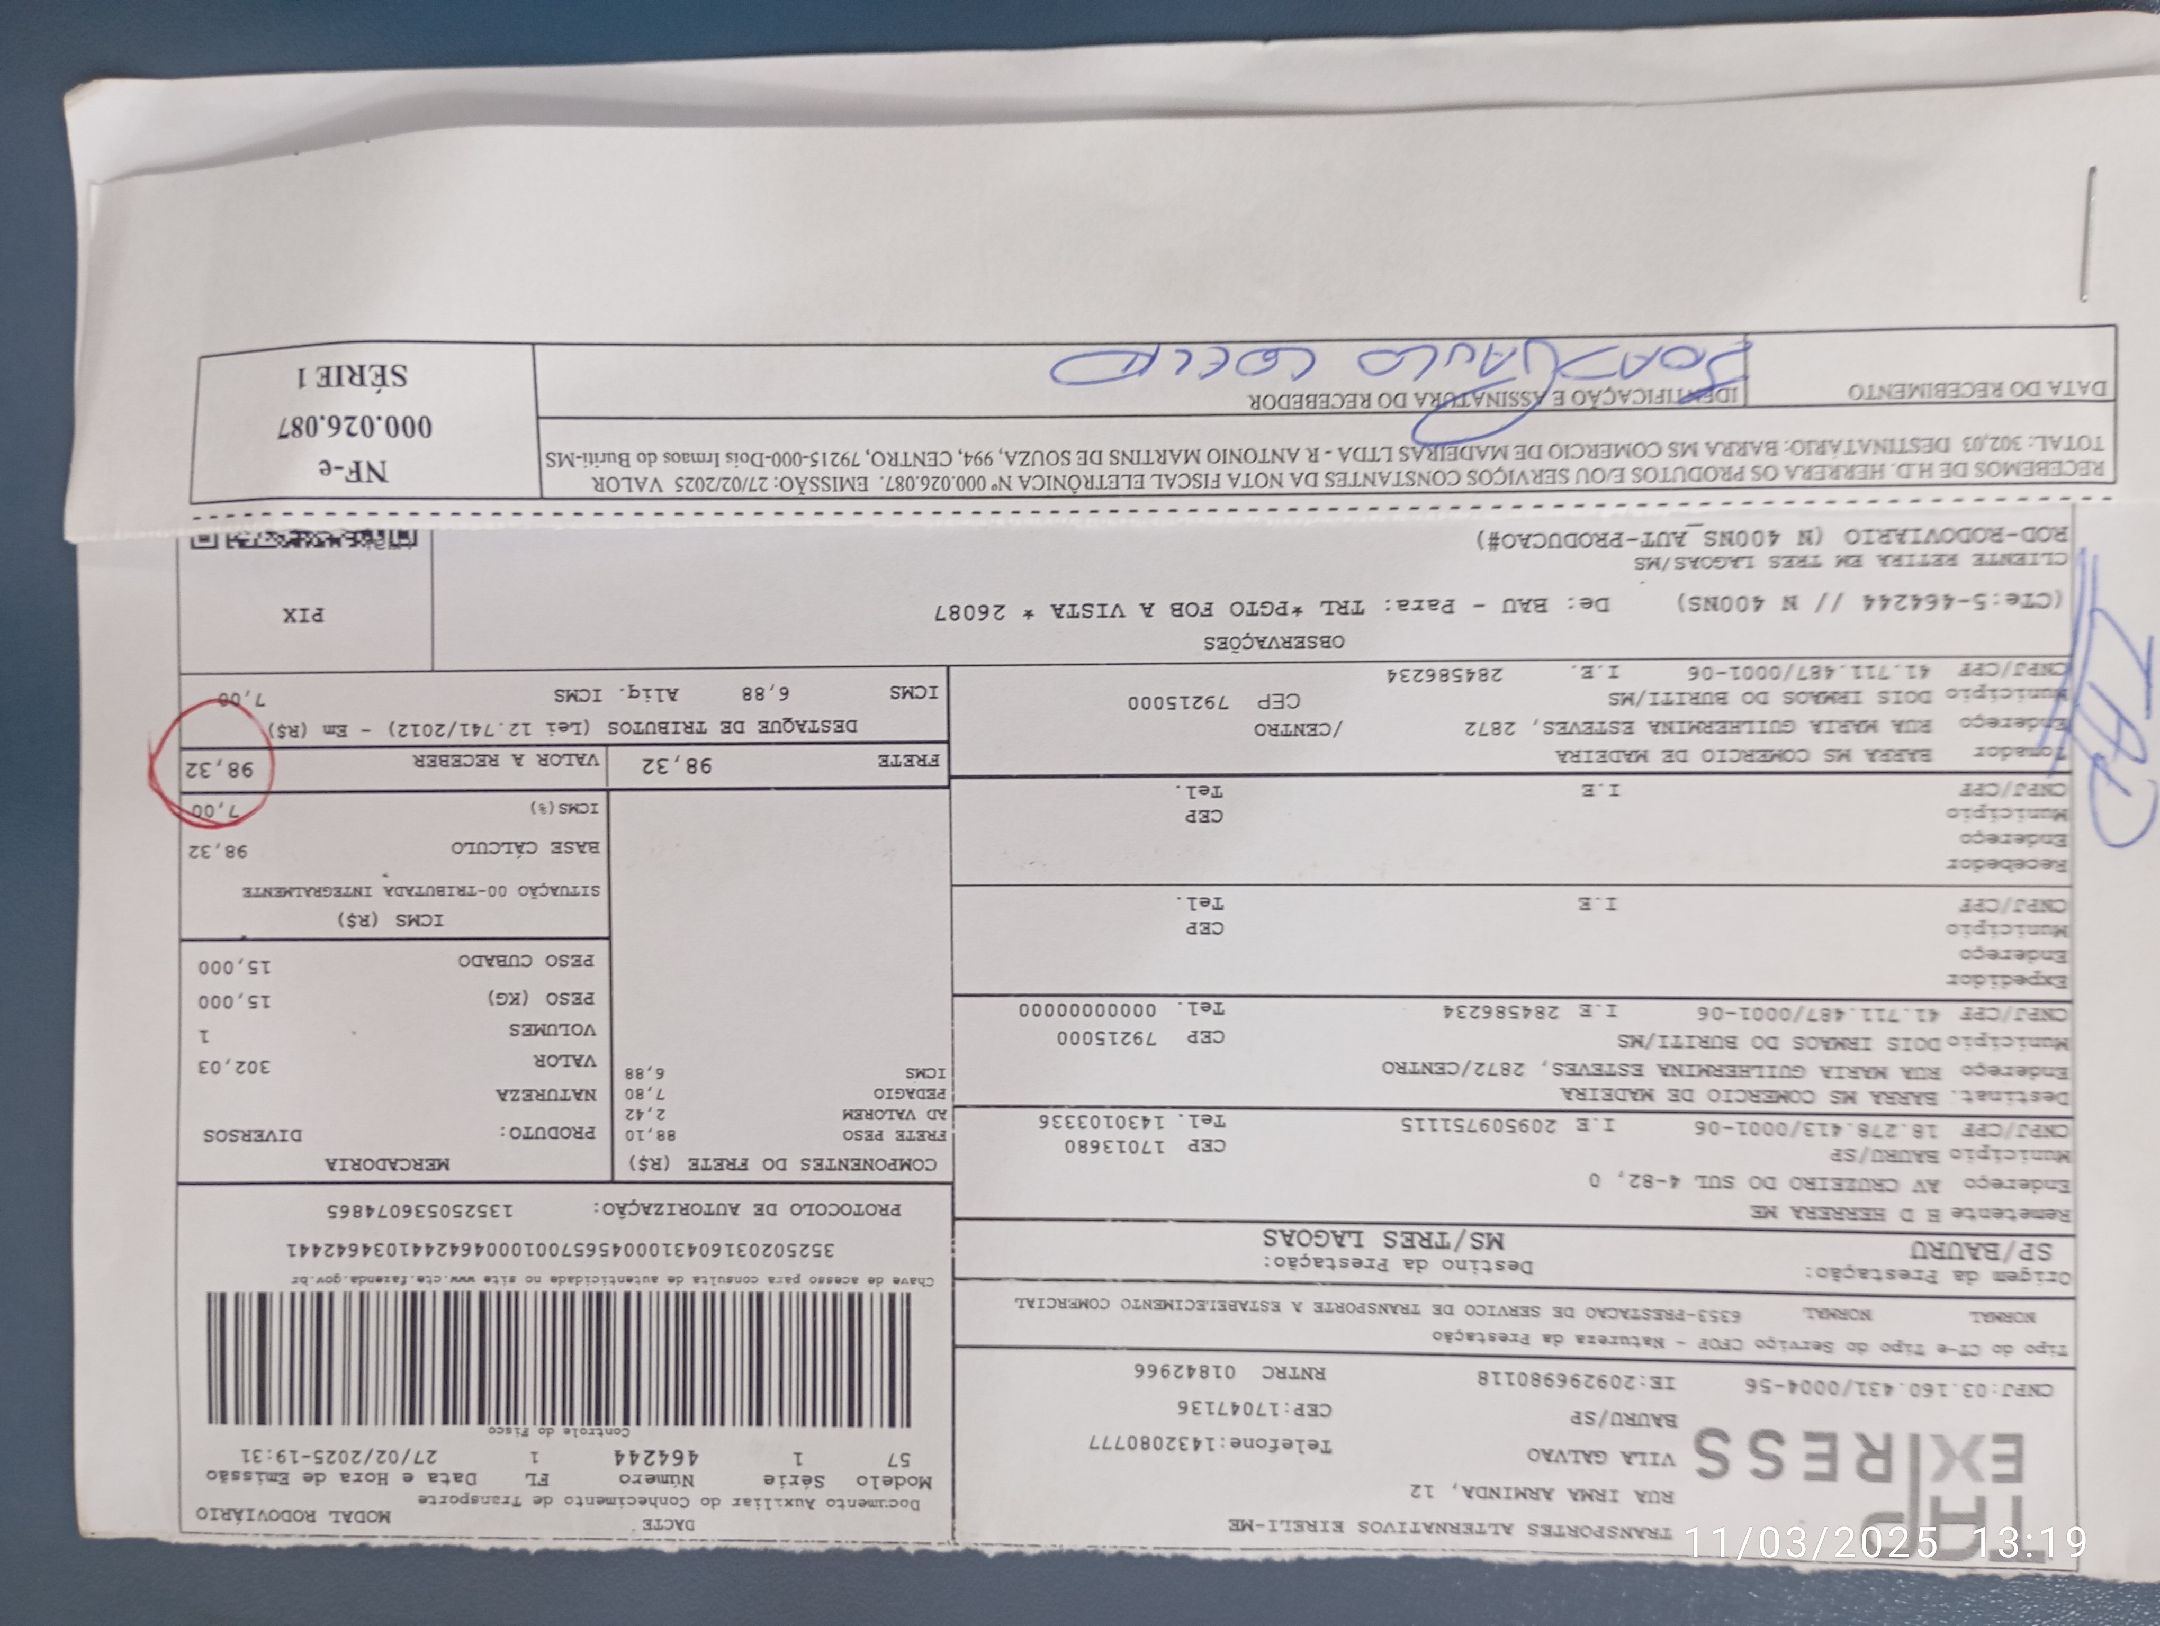 TAP EXPRESS
TRANSPORTES ALTERNATIVOS EIRELI-ME
RUA IRMA ARMINDA, 12
VILA GALVAO Telefone:1432080777
BAURU/SP CEP:17047136
CNPJ:03.160.431/0004-56 IE:209296980118 RNTRC 01842966
Tipo do CT-e Tipo do Serviço CFOP - Natureza da Prestação
NORMAL NORMAL 6353-PRESTACAO DE SERVICO DE TRANSPORTE A ESTABELECIMENTO COMERCIAL
Origem da Prestação: Destino da Prestação:
SP/BAURU MS/TRES LAGOAS
Remetente H D HERRERA ME
Endereço AV CRUZEIRO DO SUL 4-82, 0
Município BAURU/SP CEP 17013680
CNPJ/CPF 18.278.413/0001-06 I.E 209509751115 Tel. 1430103336
Destinat. BARRA MS COMERCIO DE MADEIRA
Endereço RUA MARIA GUILHERMINA ESTEVES, 2872/CENTRO
Município DOIS IRMAOS DO BURITI/MS CEP 79215000
CNPJ/CPF 41.711.487/0001-06 I.E 284586234 Tel. 00000000000
Expedidor
Endereço
Município CEP
CNPJ/CPF I.E Tel.
Recebedor
Endereço
Município CEP
CNPJ/CPF I.E Tel.
Tomador BARRA MS COMERCIO DE MADEIRA
Endereço RUA MARIA GUILHERMINA ESTEVES, 2872 /CENTRO
Município DOIS IRMAOS DO BURITI/MS CEP 79215000
CNPJ/CPF 41.711.487/0001-06 I.E. 284586234
DACTE MODAL RODOVIÁRIO
Documento Auxiliar do Conhecimento de Transporte
Modelo Série Número FL Data e Hora de Emissão
57 1 464244 1 27/02/2025-19:31
Controle do Fisco
Chave de acesso para consulta de autenticidade no site www.cte.fazenda.gov.br
35250203160431000456570010004642441034642441
PROTOCOLO DE AUTORIZAÇÃO: 135250536074865
COMPONENTES DO FRETE (R$)
FRETE PESO 88,10
AD VALOREM 2,42
PEDAGIO 7,80
ICMS 6,88
MERCADORIA
PRODUTO: DIVERSOS
NATUREZA
VALOR 302,03
VOLUMES 1
PESO (KG) 15,000
PESO CUBADO 15,000
ICMS (R$)
SITUAÇÃO 00-TRIBUTADA INTEGRALMENTE
BASE CÁLCULO 98,32
ICMS(%) 7,00
FRETE 98,32 VALOR A RECEBER 98,32
DESTAQUE DE TRIBUTOS (Lei 12.741/2012) - Em (R$)
ICMS 6,88 Aliq. ICMS 7,00
OBSERVAÇÕES
(CTe:5-464244 // N 400NS) De: BAU - Para: TRL *PGTO FOB A VISTA * 26087
CLIENTE RETIRA EM TRES LAGOAS/MS
ROD-RODOVIARIO (N 400NS_AUT-PRODUCAO#)
PIX
TAP
RECEBEMOS DE H.D. HERRERA OS PRODUTOS E/OU SERVIÇOS CONSTANTES DA NOTA FISCAL ELETRÔNICA Nº 000.026.087. EMISSÃO: 27/02/2025 VALOR
TOTAL: 302,03 DESTINATÁRIO: BARRA MS COMERCIO DE MADEIRAS LTDA - R ANTONIO MARTINS DE SOUZA, 994, CENTRO, 79215-000-Dois Irmaos do Buriti-MS
DATA DO RECEBIMENTO
IDENTIFICAÇÃO E ASSINATURA DO RECEBEDOR
PAULO COELHO
NF-e
000.026.087
SÉRIE 1
11/03/2025 13:19